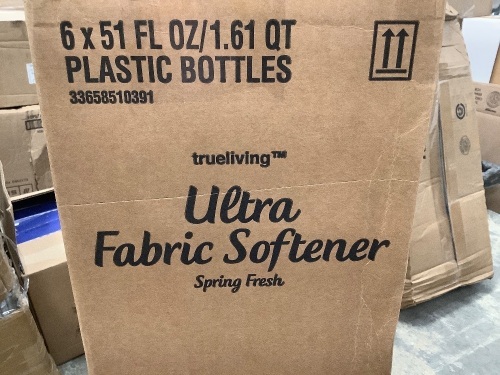 6 x 51 FL OZ/1.61 QT
PLASTIC BOTTLES
33658510391
trueliving™
Ultra
Fabric Softener
Spring Fresh